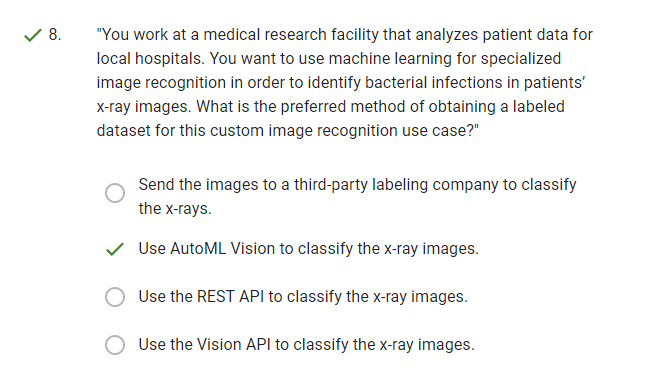 8. "You work at a medical research facility that analyzes patient data for
local hospitals. You want to use machine learning for specialized
image recognition in order to identify bacterial infections in patients’
x-ray images. What is the preferred method of obtaining a labeled
dataset for this custom image recognition use case?"
Send the images to a third-party labeling company to classify
the x-rays.
Use AutoML Vision to classify the x-ray images.
Use the REST API to classify the x-ray images.
Use the Vision API to classify the x-ray images.